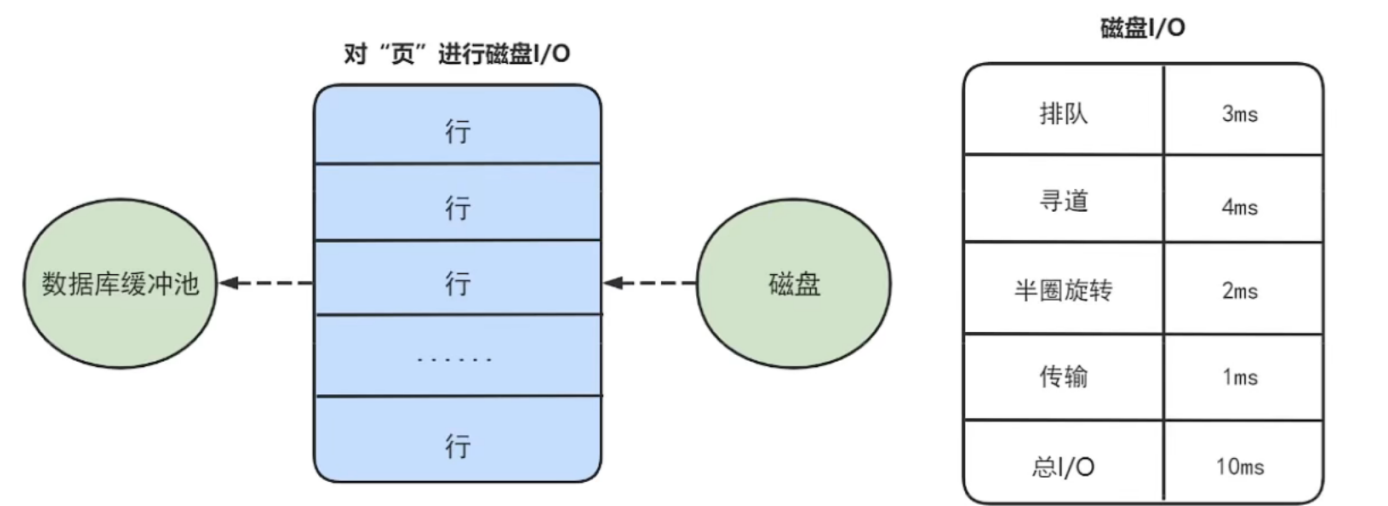 对“页”进行磁盘I/O
行
行
行
······
行
数据库缓冲池
磁盘
磁盘I/O
排队 3ms
寻道 4ms
半圈旋转 2ms
传输 1ms
总I/O 10ms